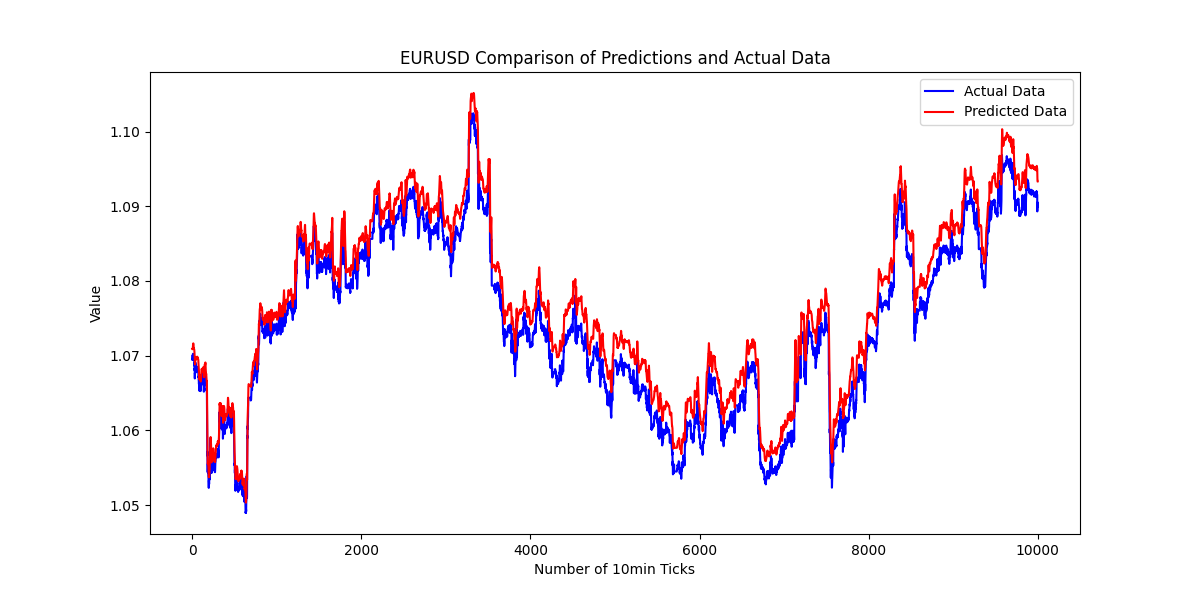 EURUSD Comparison of Predictions and Actual Data
Actual Data
Predicted Data
1.10
1.09
1.08
1.07
1.06
1.05
Value
0 2000 4000 6000 8000 10000
Number of 10min Ticks